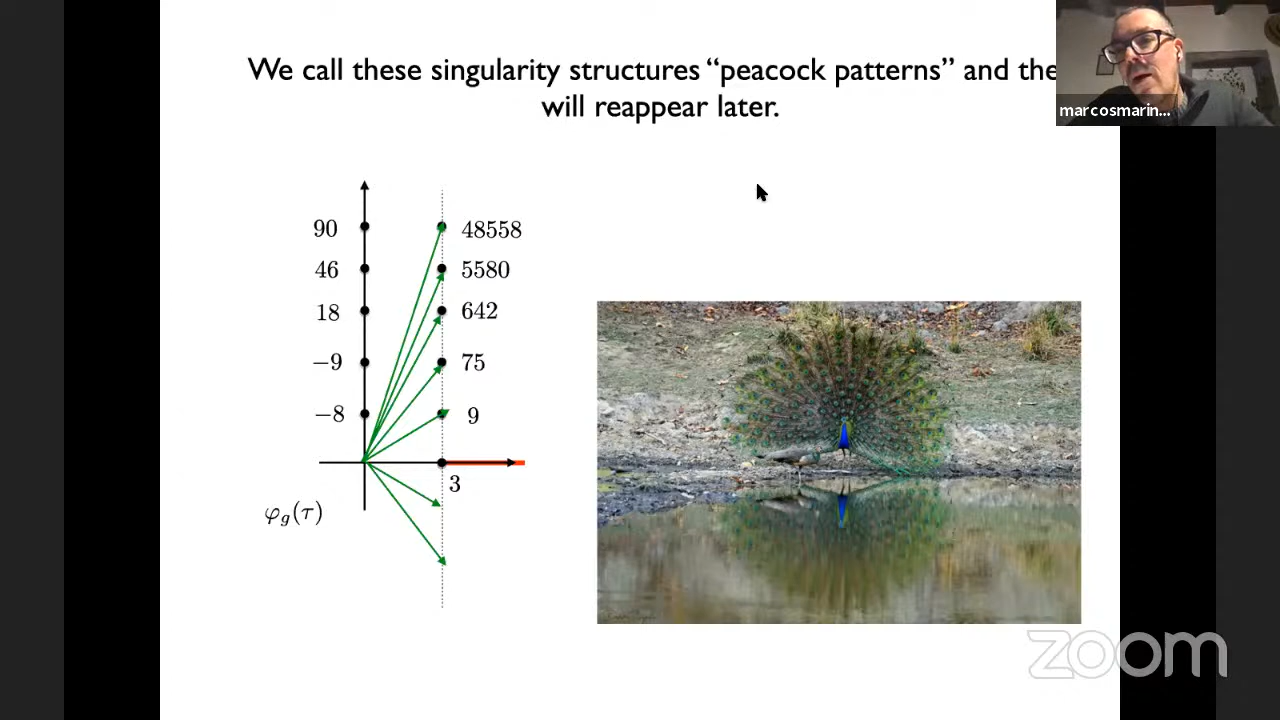 We call these singularity structures “peacock patterns” and the
will reappear later.
marcosmarin...
90
48558
46
5580
18
642
−9
75
−8
9
3
φg(τ)
zoom